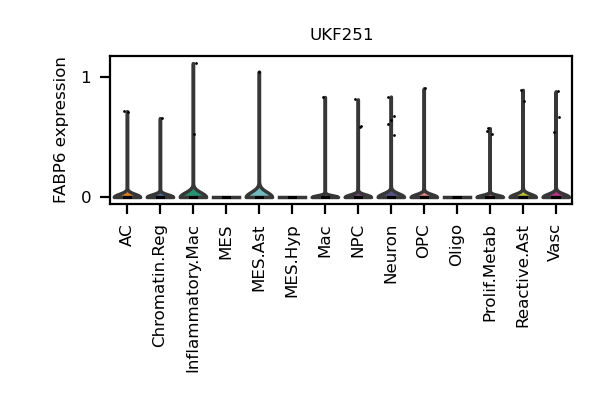 UKF251
FABP6 expression
1
0
AC
Chromatin.Reg
Inflammatory.Mac
MES
MES.Ast
MES.Hyp
Mac
NPC
Neuron
OPC
Oligo
Prolif.Metab
Reactive.Ast
Vasc